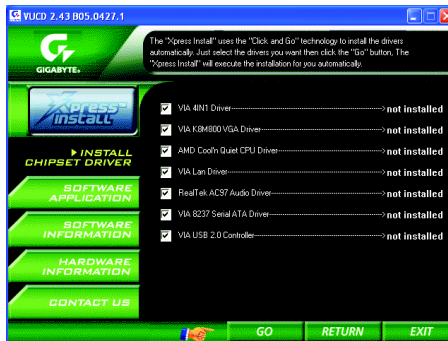 VUCD 2.43 B05.0427.1
The "Xpress Install" uses the "Click and Go" technology to install the drivers
automatically. Just select the drivers you want then click the "Go" button, The
"Xpress Install" will execute the installation for you automatically.
GIGABYTE
Xpress
install
INSTALL
CHIPSET DRIVER
SOFTWARE
APPLICATION
SOFTWARE
INFORMATION
HARDWARE
INFORMATION
CONTACT US
VIA 4IN1 Driver not installed
VIA K8M800 VGA Driver not installed
AMD Cool'n Quiet CPU Driver not installed
VIA Lan Driver not installed
RealTek AC97 Audio Driver not installed
VIA 8237 Serial ATA Driver not installed
VIA USB 2.0 Controller not installed
GO RETURN EXIT